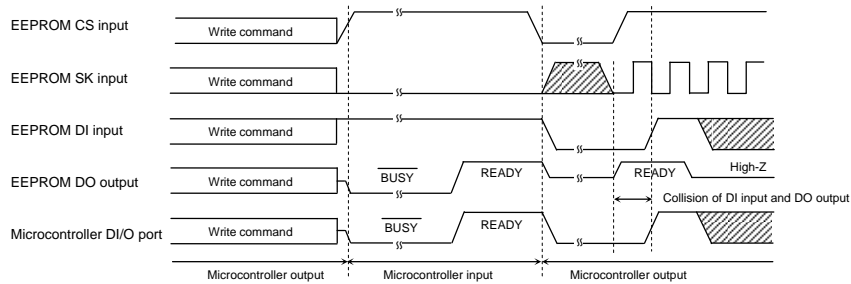 EEPROM CS input
Write command
EEPROM SK input
Write command
EEPROM DI input
Write command
EEPROM DO output
Write command
BUSY
READY
READY
High-Z
Collision of DI input and DO output
Microcontroller DI/O port
Write command
BUSY
READY
Microcontroller output
Microcontroller input
Microcontroller output